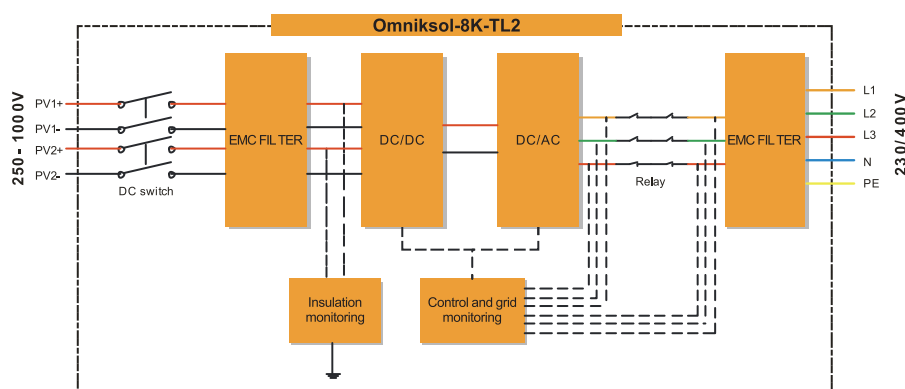 Omniksol-8K-TL2
250-1000V
PV1+
PV1-
PV2+
PV2-
DC switch
EMC FILTER
DC/DC
DC/AC
Relay
EMC FILTER
L1
L2
L3
N
PE
230/400V
Insulation
monitoring
Control and grid
monitoring